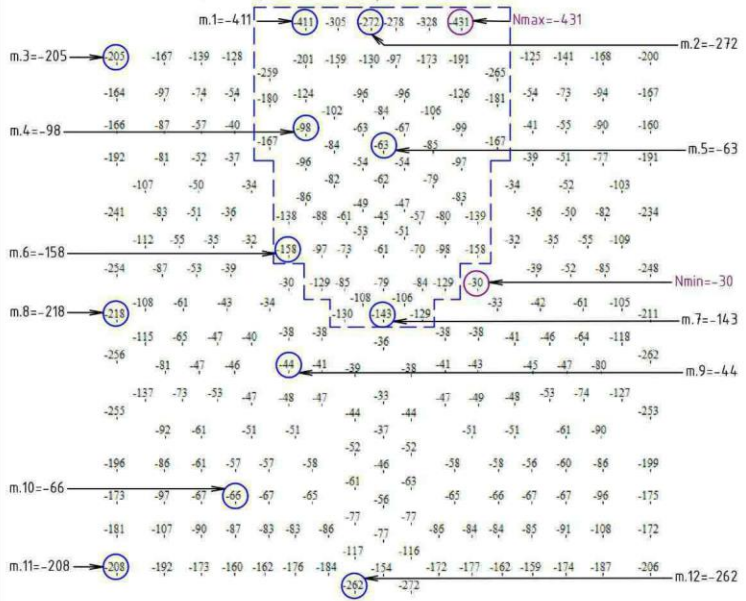 m.1=-411 -411 -305 -272 -278 -328 -431 Nmax=-431
m.2=-272
m.3=-205 -205 -167 -139 -128 -201 -159 -130 -97 -173 -191 -125 -141 -168 -200
-259 -265
-164 -97 -74 -54 -180 -124 -96 -96 -126 -181 -54 -73 -94 -167
-102 -84 -106
m.4=-98 -166 -87 -57 -40 -98 -63 -67 -99 -41 -55 -90 -160
-167 -84 -63 -85 -167 m.5=-63
-192 -81 -52 -37 -96 -54 -54 -97 -39 -51 -77 -191
-107 -50 -34 -82 -62 -79 -34 -52 -103
-86 -49 -47 -83
-241 -83 -51 -36 -138 -88 -61 -45 -57 -80 -139 -36 -50 -82 -234
-53 -51
-112 -55 -35 -32 -32 -35 -55 -109
m.6=-158 -158 -97 -73 -61 -70 -98 -158
-254 -87 -53 -39 -39 -52 -85 -248
-30 -129 -85 -79 -84 -129 -30 Nmin=-30
-108 -61 -43 -34 -108 -106 -33 -42 -61 -105
m.8=-218 -218 -130 -143 -129 -211
m.7=-143
-115 -65 -47 -40 -38 -38 -36 -38 -38 -41 -46 -64 -118
-256 -262
-81 -47 -46 -44 -41 -39 -38 -41 -43 -45 -47 -80
m.9=-44
-137 -73 -53 -47 -48 -47 -33 -47 -49 -48 -53 -74 -127
-255 -44 -44 -253
-92 -61 -51 -51 -37 -51 -51 -61 -90
-52 -52
-196 -86 -61 -57 -57 -58 -46 -58 -58 -56 -60 -86 -199
-61 -63
m.10=-66 -173 -97 -67 -66 -67 -65 -56 -65 -66 -67 -67 -96 -175
-77 -77
-181 -107 -90 -87 -83 -83 -86 -77 -86 -84 -84 -85 -91 -108 -172
-117 -116
m.11=-208 -208 -192 -173 -160 -162 -176 -184 -154 -172 -177 -162 -159 -174 -187 -206
-262 -272 m.12=-262